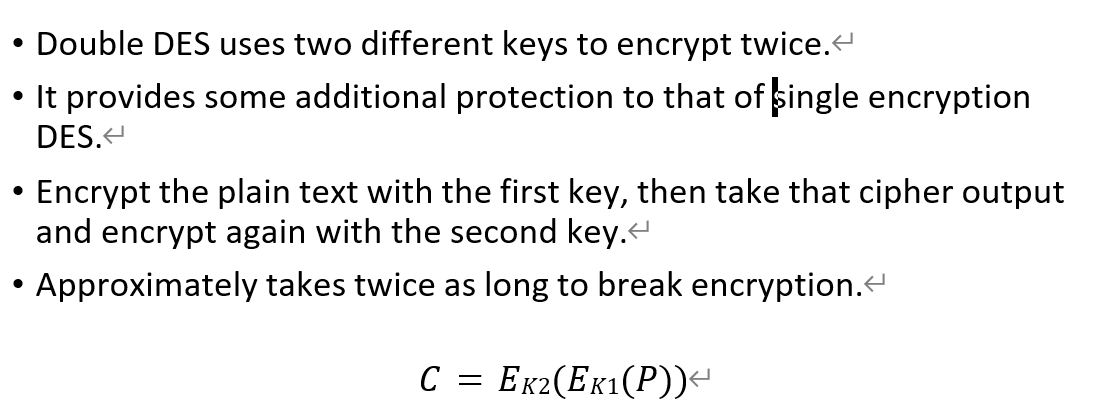 • Double DES uses two different keys to encrypt twice.↵
• It provides some additional protection to that of single encryption
DES.↵
• Encrypt the plain text with the first key, then take that cipher output
and encrypt again with the second key.↵
• Approximately takes twice as long to break encryption.↵
C = E_{K2}(E_{K1}(P))↵